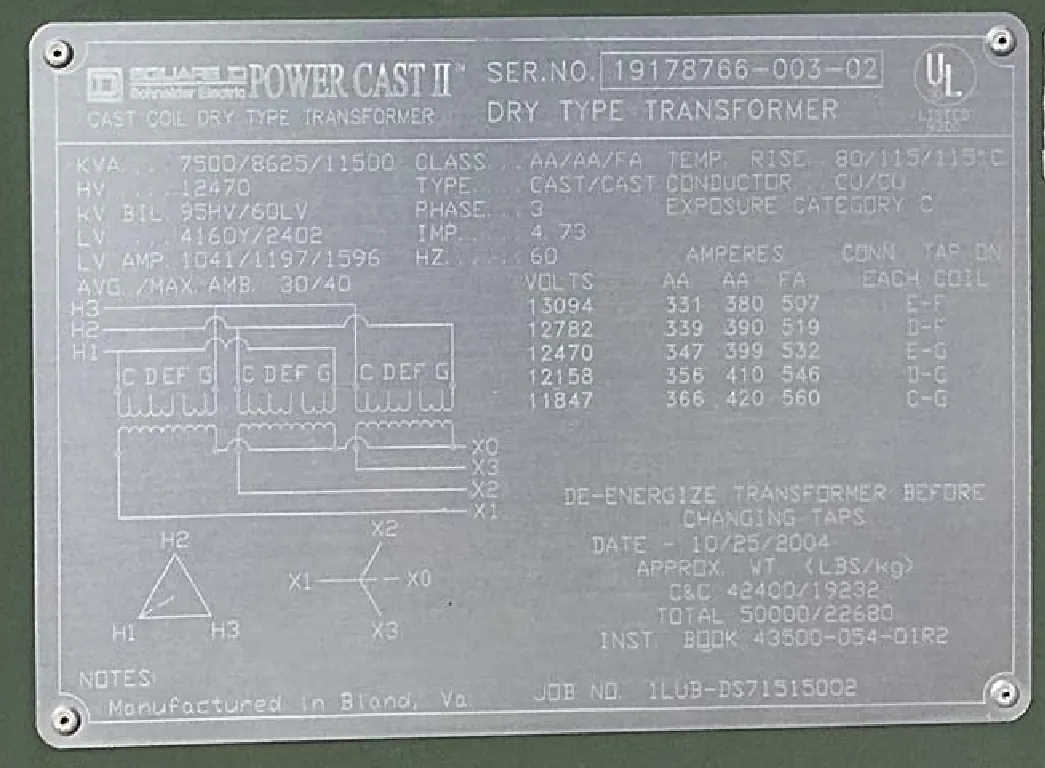 SQUARE D
Schneider Electric
POWER CAST II™ SER.NO. 19178766-003-02
CAST COIL DRY TYPE TRANSFORMER DRY TYPE TRANSFORMER
UL
LISTED
KVA... 7500/8625/11500 CLASS... AA/AA/FA TEMP. RISE. 80/115/115°C
HV.... 12470 TYPE.... CAST/CAST CONDUCTOR... CU/CU
KV BIL. 95HV/60LV PHASE... 3 EXPOSURE CATEGORY C
LV.... 4160Y/2402 IMP..... 4.73
LV AMP. 1041/1197/1596 HZ...... 60 AMPERES CONN. TAP ON
AVG./MAX. AMB. 30/40 VOLTS AA AA FA EACH COIL
13094 331 380 507 E-F
12782 339 390 519 D-F
12470 347 399 532 E-G
12158 356 410 546 D-G
11847 366 420 560 C-G
H3
H2
H1
C D E F G C D E F G C D E F G
X0
X3
X2
X1
H2 X2
X1 X0
H1 H3 X3
DE-ENERGIZE TRANSFORMER BEFORE
CHANGING TAPS
DATE - 10/25/2004
APPROX. WT. (LBS/kg)
C&C 42400/19232
TOTAL 50000/22680
INST. BOOK 43500-054-01R2
NOTES:
Manufactured in Bland, Va JOB NO. 1LUB-DS71515002